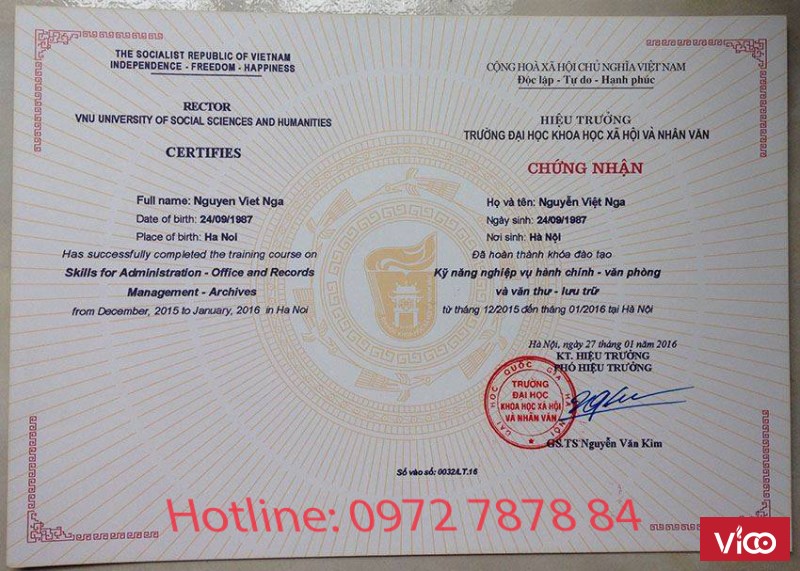 THE SOCIALIST REPUBLIC OF VIETNAM
INDEPENDENCE - FREEDOM - HAPPINESS
RECTOR
VNU UNIVERSITY OF SOCIAL SCIENCES AND HUMANITIES
CERTIFIES
Full name: Nguyen Viet Nga
Date of birth: 24/09/1987
Place of birth: Ha Noi
Has successfully completed the training course on
Skills for Administration - Office and Records
Management - Archives
from December, 2015 to January, 2016 in Ha Noi
CỘNG HOÀ XÃ HỘI CHỦ NGHĨA VIỆT NAM
Độc lập - Tự do - Hạnh phúc
HIỆU TRƯỞNG
TRƯỜNG ĐẠI HỌC KHOA HỌC XÃ HỘI VÀ NHÂN VĂN
CHỨNG NHẬN
Họ và tên: Nguyễn Việt Nga
Ngày sinh: 24/09/1987
Nơi sinh: Hà Nội
Đã hoàn thành khóa đào tạo
Kỹ năng nghiệp vụ hành chính - văn phòng
và văn thư - lưu trữ
từ tháng 12/2015 đến tháng 01/2016 tại Hà Nội
Hà Nội, ngày 27 tháng 01 năm 2016
KT. HIỆU TRƯỞNG
PHÓ HIỆU TRƯỞNG
ĐẠI HỌC QUỐC GIA HÀ NỘI
TRƯỜNG
ĐẠI HỌC
KHOA HỌC XÃ HỘI
VÀ NHÂN VĂN
GS.TS Nguyễn Văn Kim
Số vào sổ: 0032/LT.16
Hotline: 0972 7878 84
Vico